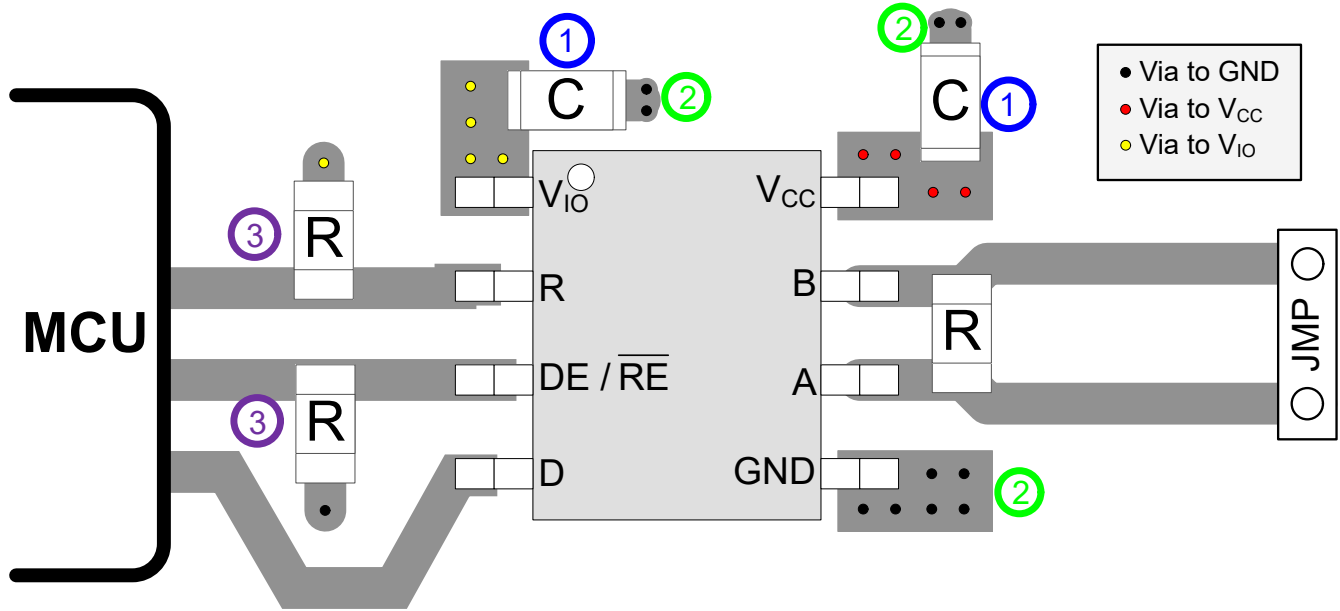 1
2
C
2
C
1
Via to GND
Via to VCC
Via to VIO
3
R
VIO
VCC
MCU
R
B
R
JMP
DE / RE
A
3
R
D
GND
2